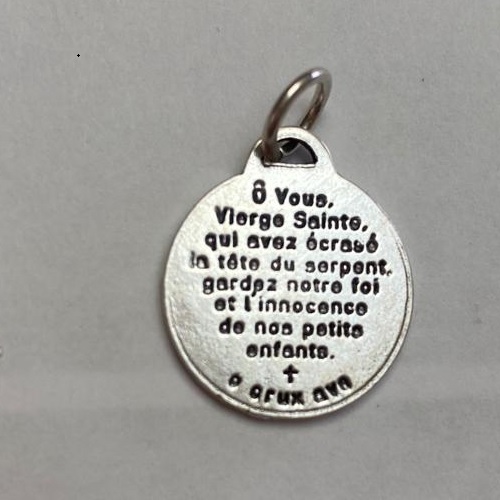 Ô Vous,
Vierge Sainte,
qui avez écrasé
la tête du serpent,
gardez notre foi
et l'innocence
de nos petits
enfants.
✝
o crux ave